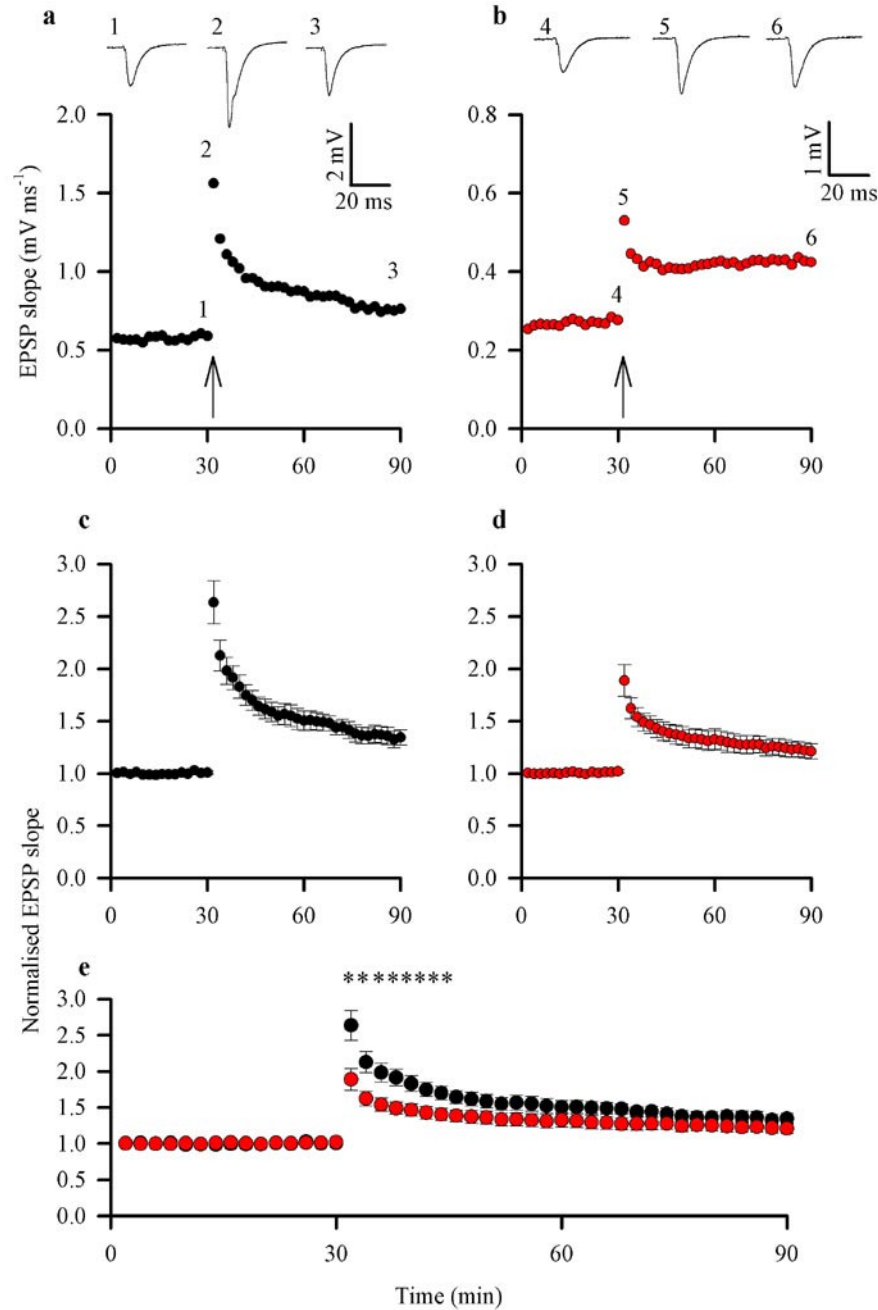 a
b
1 2 3
4 5 6
2.0
1.5
1.0
0.5
0.0
EPSP slope (mV ms⁻¹)
2
1
3
2 mV
20 ms
0 30 60 90
0.8
0.6
0.4
0.2
0.0
5
4
6
1 mV
20 ms
0 30 60 90
c
3.0
2.5
2.0
1.5
1.0
0.5
0.0
0 30 60 90
d
3.0
2.5
2.0
1.5
1.0
0.5
0.0
0 30 60 90
Normalised EPSP slope
e
** ******
3.0
2.5
2.0
1.5
1.0
0.5
0.0
0 30 60 90
Time (min)